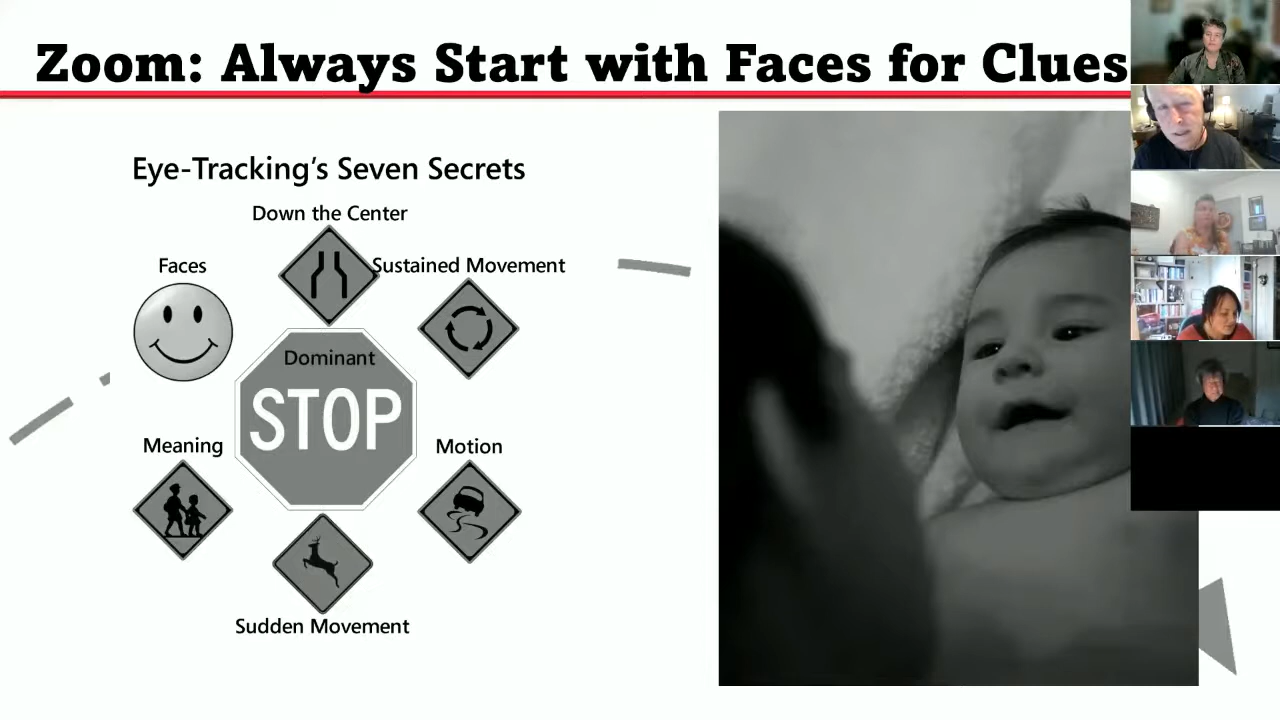 Zoom: Always Start with Faces for Clues
Eye-Tracking's Seven Secrets
Down the Center
Faces
Sustained Movement
Dominant
STOP
Meaning
Motion
Sudden Movement